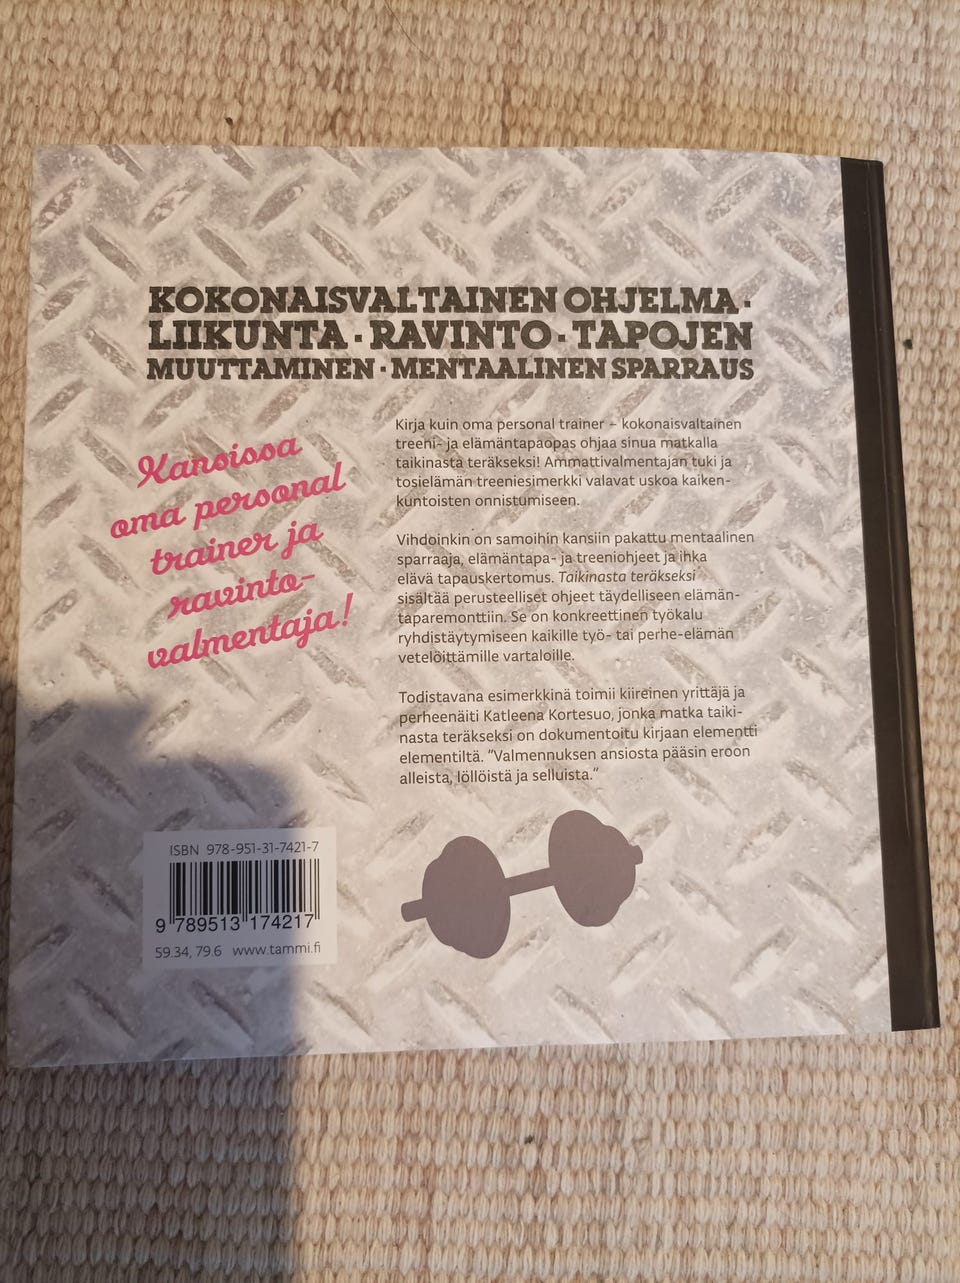 KOKONAISVALTAINEN OHJELMA ·
LIIKUNTA · RAVINTO · TAPOJEN
MUUTTAMINEN · MENTAALINEN SPARRAUS
Kansissa
oma personal
trainer ja
ravinto-
valmentaja!
Kirja kuin oma personal trainer – kokonaisvaltainen
treeni- ja elämäntapaopas ohjaa sinua matkalla
taikinasta teräkseksi! Ammattivalmentajan tuki ja
tosielämän treeniesimerkki valavat uskoa kaiken-
kuntoisten onnistumiseen.
Vihdoinkin on samoihin kansiin pakattu mentaalinen
sparraaja, elämäntapa- ja treeniohjeet ja ihka
elävä tapauskertomus. Taikinasta teräkseksi
sisältää perusteelliset ohjeet täydelliseen elämän-
taparemonttiin. Se on konkreettinen työkalu
ryhdistäytymiseen kaikille työ- tai perhe-elämän
vetelöittämille vartaloille.
Todistavana esimerkkinä toimii kiireinen yrittäjä ja
perheenäiti Katleena Kortesuo, jonka matka taiki-
nasta teräkseksi on dokumentoitu kirjaan elementti
elementiltä. "Valmennuksen ansiosta pääsin eroon
alleista, löllöistä ja selluista."
ISBN 978-951-31-7421-7
9 789513 174217
59.34, 79.6 www.tammi.fi